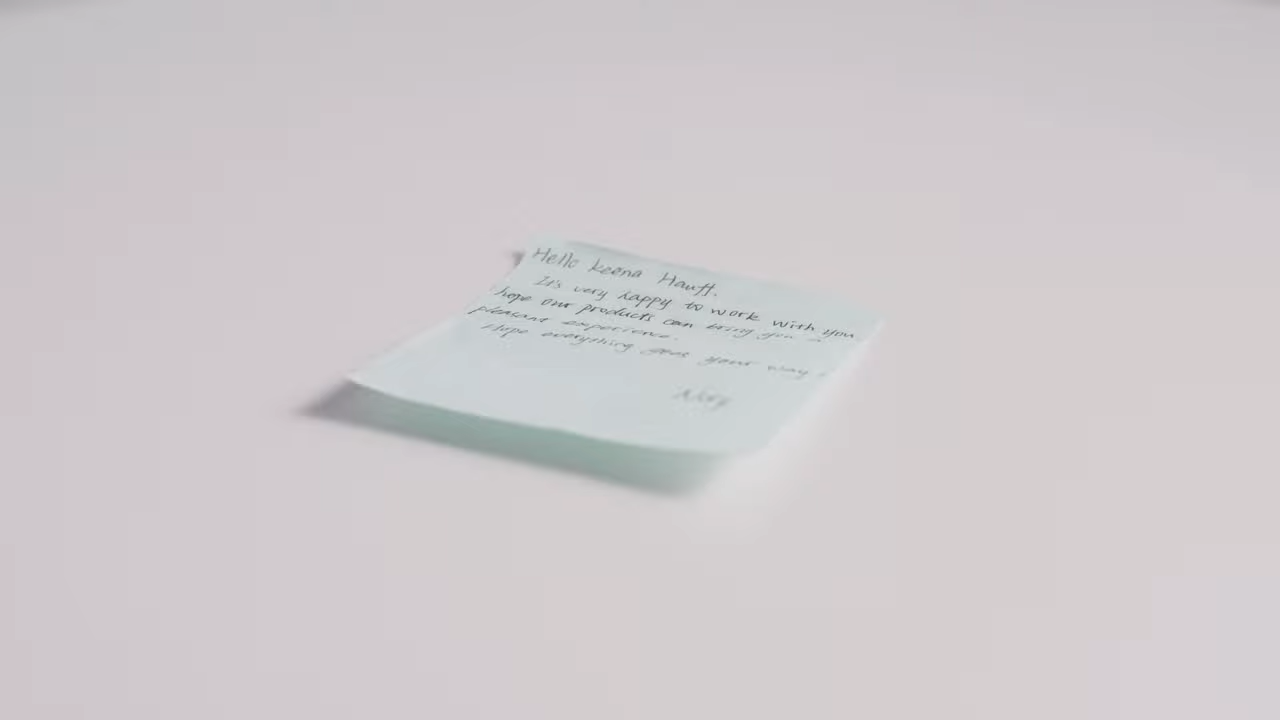 Hello keena Hauft.
It's very happy to work with you
hope our products can bring you a
pleasant experience.
Hope everything goes your way